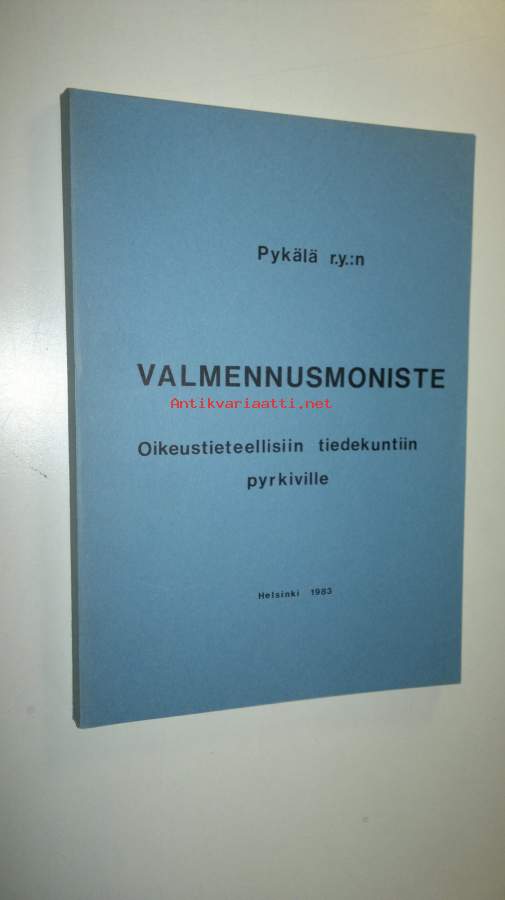 Pykälä r.y.:n
VALMENNUSMONISTE
Antikvariaatti.net
Oikeustieteellisiin tiedekuntiin
pyrkiville
Helsinki 1983